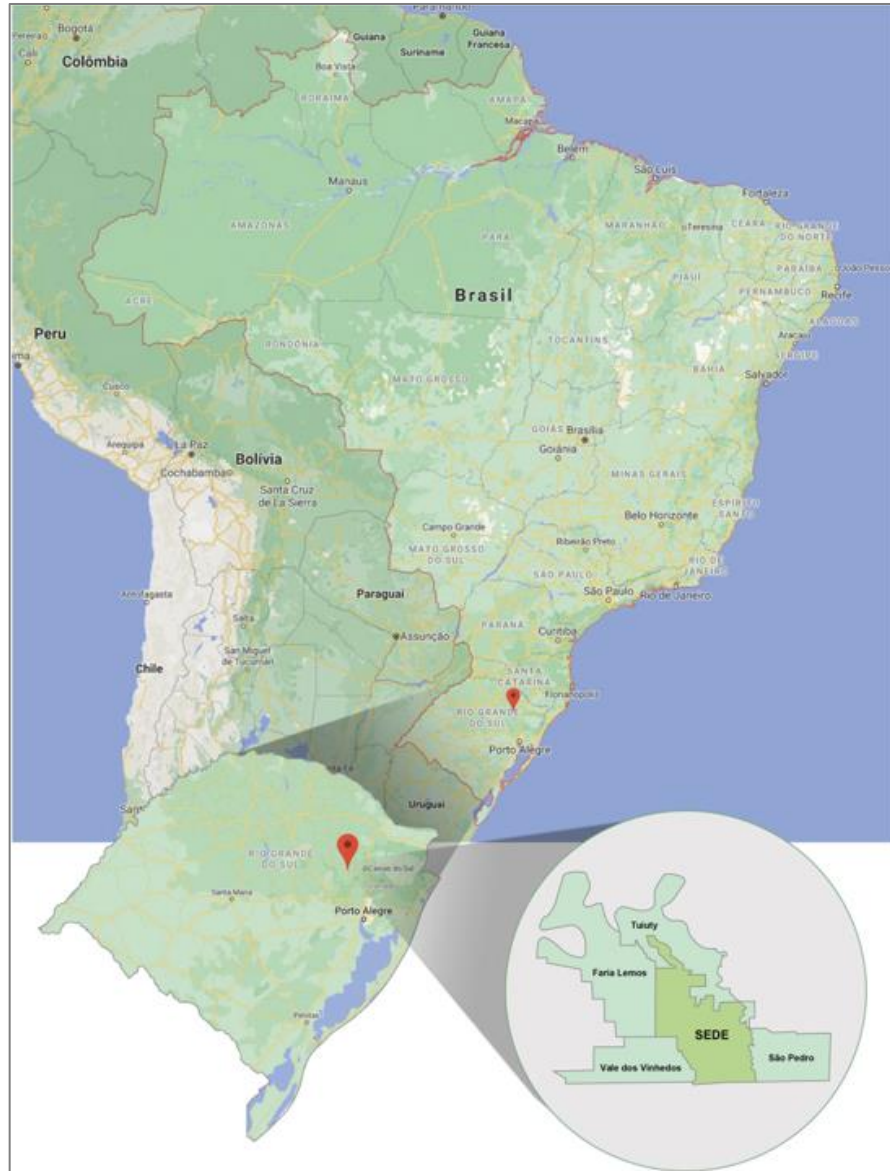 Bogotá
Cali
Colômbia
Guiana
Suriname
Guiana
Francesa
Boa Vista
RORAIMA
AMAPÁ
Macapá
Belém
São Luís
Fortaleza
Manaus
AMAZONAS
PARÁ
MARANHÃO
Teresina
CEARÁ
RIO GRANDE
DO NORTE
PARAÍBA
João Pesso
PIAUÍ
PERNAMBUCO
Recife
ACRE
Brasil
ALAGOAS
Peru
RONDÔNIA
TOCANTINS
Aracaju
SERGIPE
MATO GROSSO
BAHIA
Salvador
Cusco
GOIÁS
Brasília
Arequipa
La Paz
Bolívia
Goiânia
Cochabamba
Santa Cruz
de La Sierra
MINAS GERAIS
ESPÍRITO
SANTO
Campo Grande
Belo Horizonte
MATO GROSSO
DO SUL
Ribeirão Preto
RIO DE
JANEIRO
SÃO PAULO
São Paulo
Rio de Janeiro
Antofagasta
Paraguai
PARANÁ
Salta
Assunção
Curitiba
San Miguel
de Tucumán
Chile
SANTA
CATARINA
Florianópolis
RIO GRANDE
DO SUL
Porto Alegre
Uruguai
RIO GRANDE
DO SUL
Caxias do Sul
Santa Maria
Porto Alegre
Pelotas
Tuiuty
Faria Lemos
SEDE
São Pedro
Vale dos Vinhedos